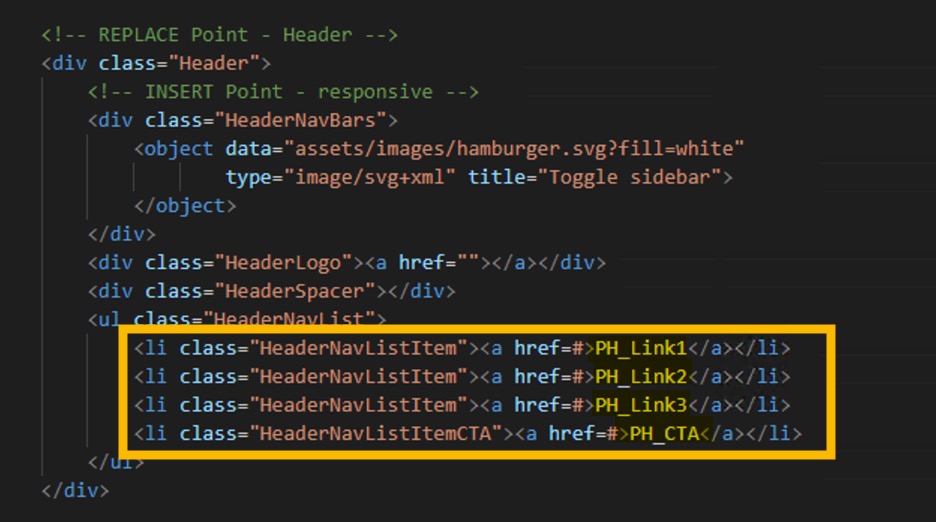 <!-- REPLACE Point - Header -->
<div class="Header">
<!-- INSERT Point - responsive -->
<div class="HeaderNavBars">
<object data="assets/images/hamburger.svg?fill=white"
type="image/svg+xml" title="Toggle sidebar">
</object>
</div>
<div class="HeaderLogo"><a href=""></a></div>
<div class="HeaderSpacer"></div>
<ul class="HeaderNavList">
<li class="HeaderNavListItem"><a href=#>PH_Link1</a></li>
<li class="HeaderNavListItem"><a href=#>PH_Link2</a></li>
<li class="HeaderNavListItem"><a href=#>PH_Link3</a></li>
<li class="HeaderNavListItemCTA"><a href=#>PH_CTA</a></li>
</ul>
</div>